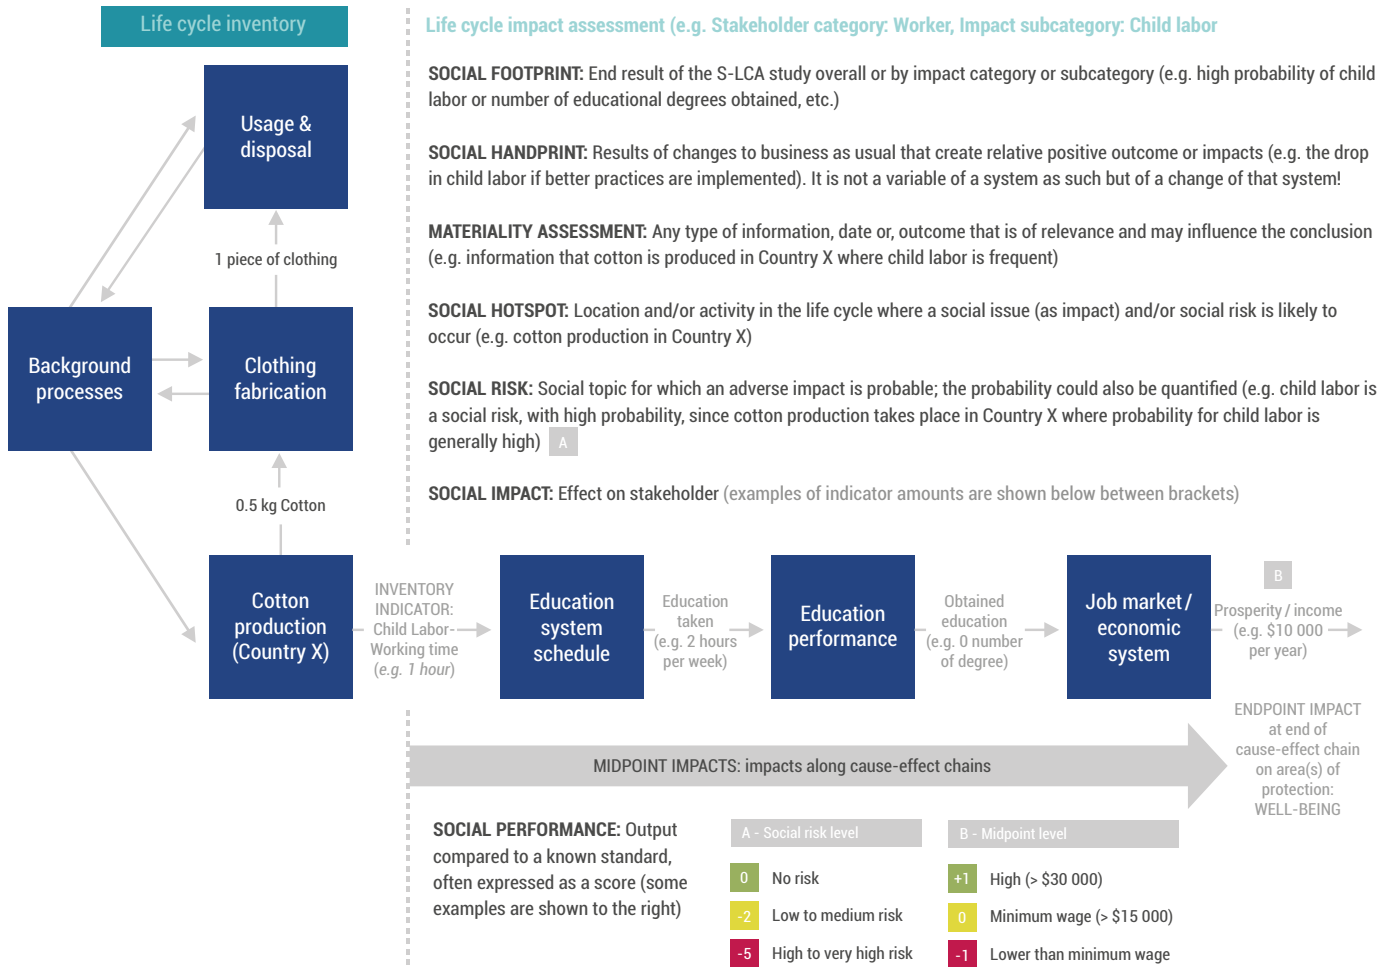 Life cycle inventory
Life cycle impact assessment (e.g. Stakeholder category: Worker, Impact subcategory: Child labor
SOCIAL FOOTPRINT: End result of the S-LCA study overall or by impact category or subcategory (e.g. high probability of child
labor or number of educational degrees obtained, etc.)
SOCIAL HANDPRINT: Results of changes to business as usual that create relative positive outcome or impacts (e.g. the drop
in child labor if better practices are implemented). It is not a variable of a system as such but of a change of that system!
MATERIALITY ASSESSMENT: Any type of information, date or, outcome that is of relevance and may influence the conclusion
(e.g. information that cotton is produced in Country X where child labor is frequent)
SOCIAL HOTSPOT: Location and/or activity in the life cycle where a social issue (as impact) and/or social risk is likely to
occur (e.g. cotton production in Country X)
SOCIAL RISK: Social topic for which an adverse impact is probable; the probability could also be quantified (e.g. child labor is
a social risk, with high probability, since cotton production takes place in Country X where probability for child labor is
generally high) A
SOCIAL IMPACT: Effect on stakeholder (examples of indicator amounts are shown below between brackets)
Usage &
disposal
1 piece of clothing
Background
processes
Clothing
fabrication
0.5 kg Cotton
Cotton
production
(Country X)
INVENTORY
INDICATOR:
Child Labor-
Working time
(e.g. 1 hour)
Education
system
schedule
Education
taken
(e.g. 2 hours
per week)
Education
performance
Obtained
education
(e.g. 0 number
of degree)
Job market/
economic
system
B
Prosperity / income
(e.g. $10 000
per year)
MIDPOINT IMPACTS: impacts along cause-effect chains
ENDPOINT IMPACT
at end of
cause-effect chain
on area(s) of
protection:
WELL-BEING
SOCIAL PERFORMANCE: Output
compared to a known standard,
often expressed as a score (some
examples are shown to the right)
A - Social risk level
0 No risk
-2 Low to medium risk
-5 High to very high risk
B - Midpoint level
+1 High (> $30 000)
0 Minimum wage (> $15 000)
-1 Lower than minimum wage